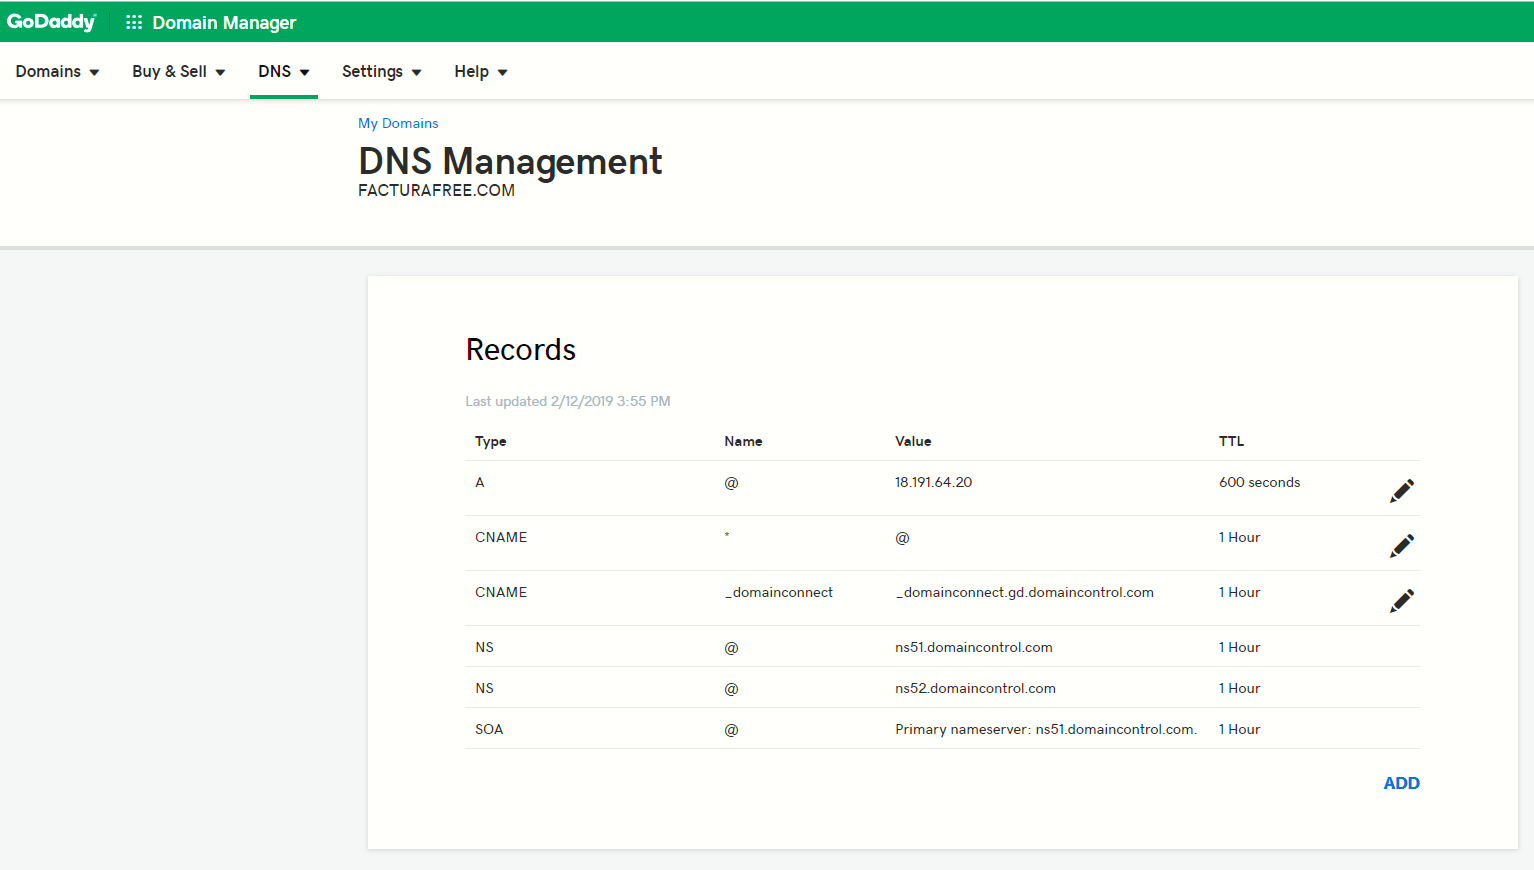 GoDaddy Domain Manager
Domains Buy & Sell DNS Settings Help
My Domains
DNS Management
FACTURAFREE.COM
Records
Last updated 2/12/2019 3:55 PM
Type Name Value TTL
A @ 18.191.64.20 600 seconds
CNAME * @ 1 Hour
CNAME _domainconnect _domainconnect.gd.domaincontrol.com 1 Hour
NS @ ns51.domaincontrol.com 1 Hour
NS @ ns52.domaincontrol.com 1 Hour
SOA @ Primary nameserver: ns51.domaincontrol.com. 1 Hour
ADD